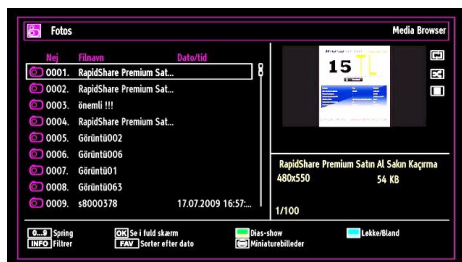 Fotos Media Browser
Nej Filnavn Dato/tid
0001. RapidShare Premium Sat...
0002. RapidShare Premium Sat...
0003. önemli !!!
0004. RapidShare Premium Sat...
0005. Görüntü002
0006. Görüntü006
0007. Görüntü01
0008. Görüntü063
0009. s8000378 17.07.2009 16:57:...
15 TL
RapidShare Premium Satın Al Sakın Kaçırma
480x550 54 KB
1/100
0...9 Spring OK Se i fuld skærm Dias-show Løkke/Bland
INFO Filtrer FAV Sorter efter dato Miniaturebilleder